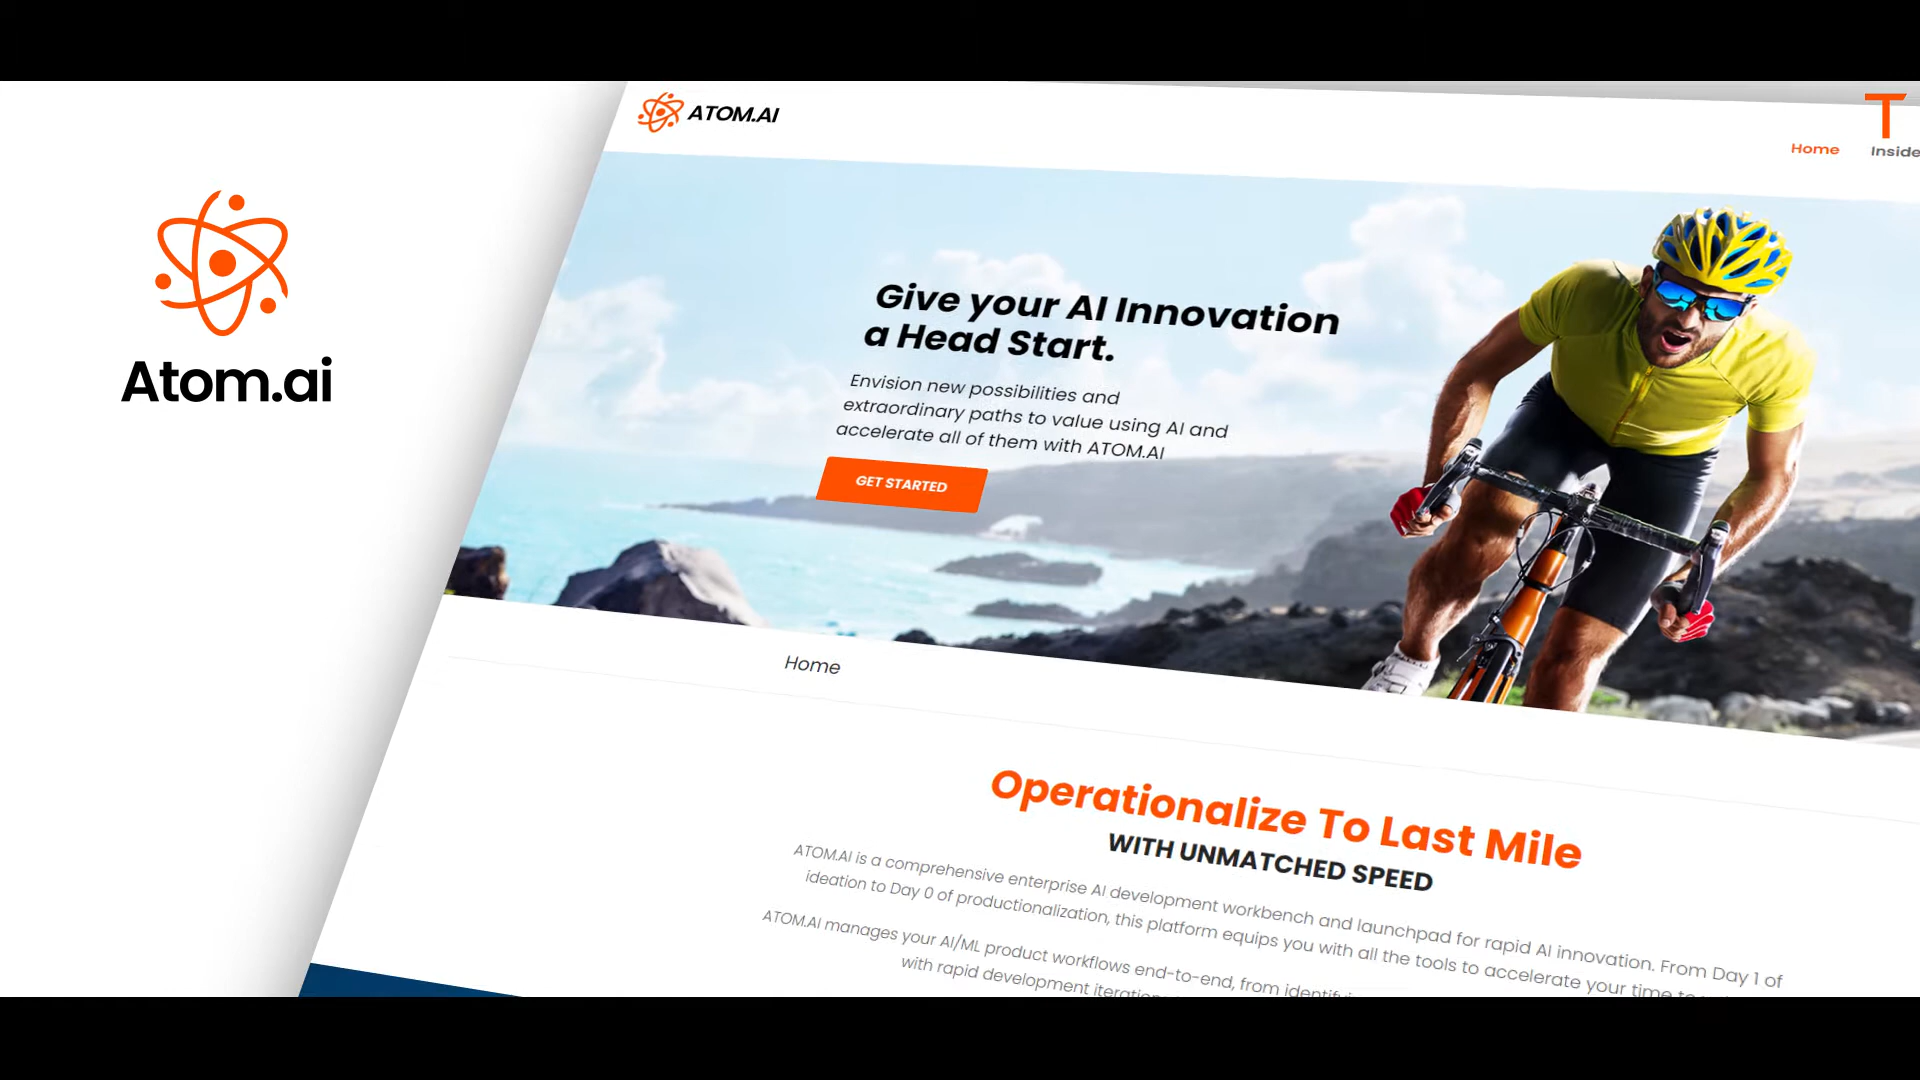 Atom.ai
ATOM.AI
T
Home
Inside
Give your AI Innovation
a Head Start.
Envision new possibilities and
extraordinary paths to value using AI and
accelerate all of them with ATOM.AI
GET STARTED
Home
Operationalize To Last Mile
WITH UNMATCHED SPEED
ATOM.AI is a comprehensive enterprise AI development workbench and launchpad for rapid AI innovation. From Day 1 of
ideation to Day 0 of productionalization, this platform equips you with all the tools to accelerate your time
ATOM.AI manages your AI/ML product workflows end-to-end, from
with rapid development